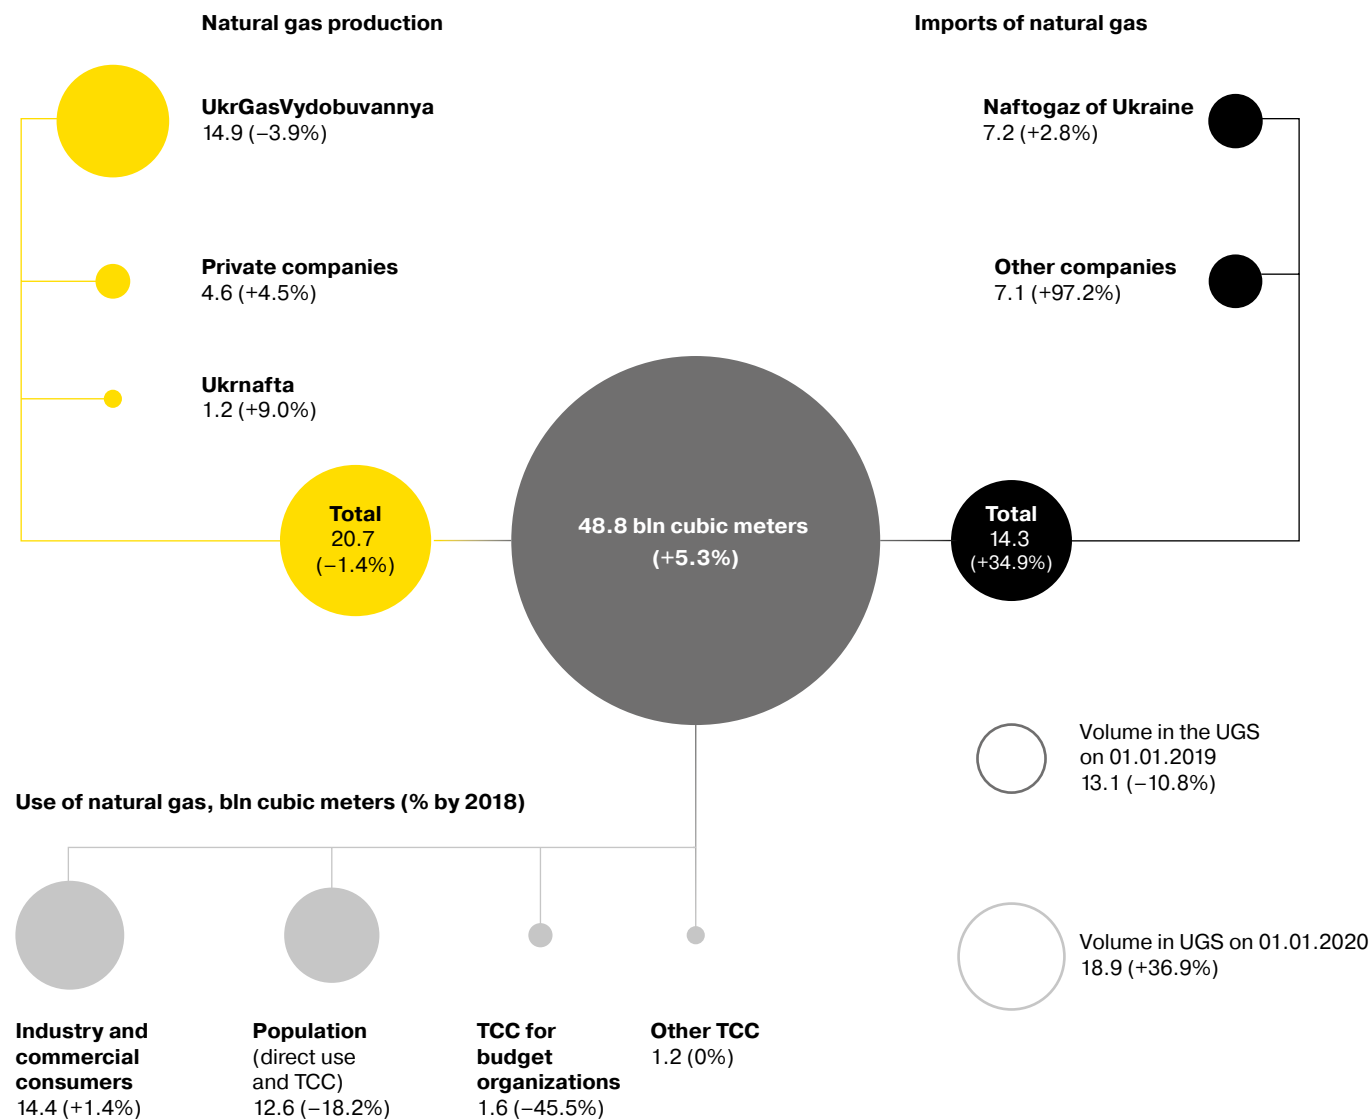 Natural gas production
UkrGasVydobuvannya
14.9 (−3.9%)
Private companies
4.6 (+4.5%)
Ukrnafta
1.2 (+9.0%)
Total
20.7
(−1.4%)
48.8 bln cubic meters
(+5.3%)
Imports of natural gas
Naftogaz of Ukraine
7.2 (+2.8%)
Other companies
7.1 (+97.2%)
Total
14.3
(+34.9%)
Volume in the UGS
on 01.01.2019
13.1 (−10.8%)
Volume in UGS on 01.01.2020
18.9 (+36.9%)
Use of natural gas, bln cubic meters (% by 2018)
Industry and
commercial
consumers
14.4 (+1.4%)
Population
(direct use
and TCC)
12.6 (−18.2%)
TCC for
budget
organizations
1.6 (−45.5%)
Other TCC
1.2 (0%)